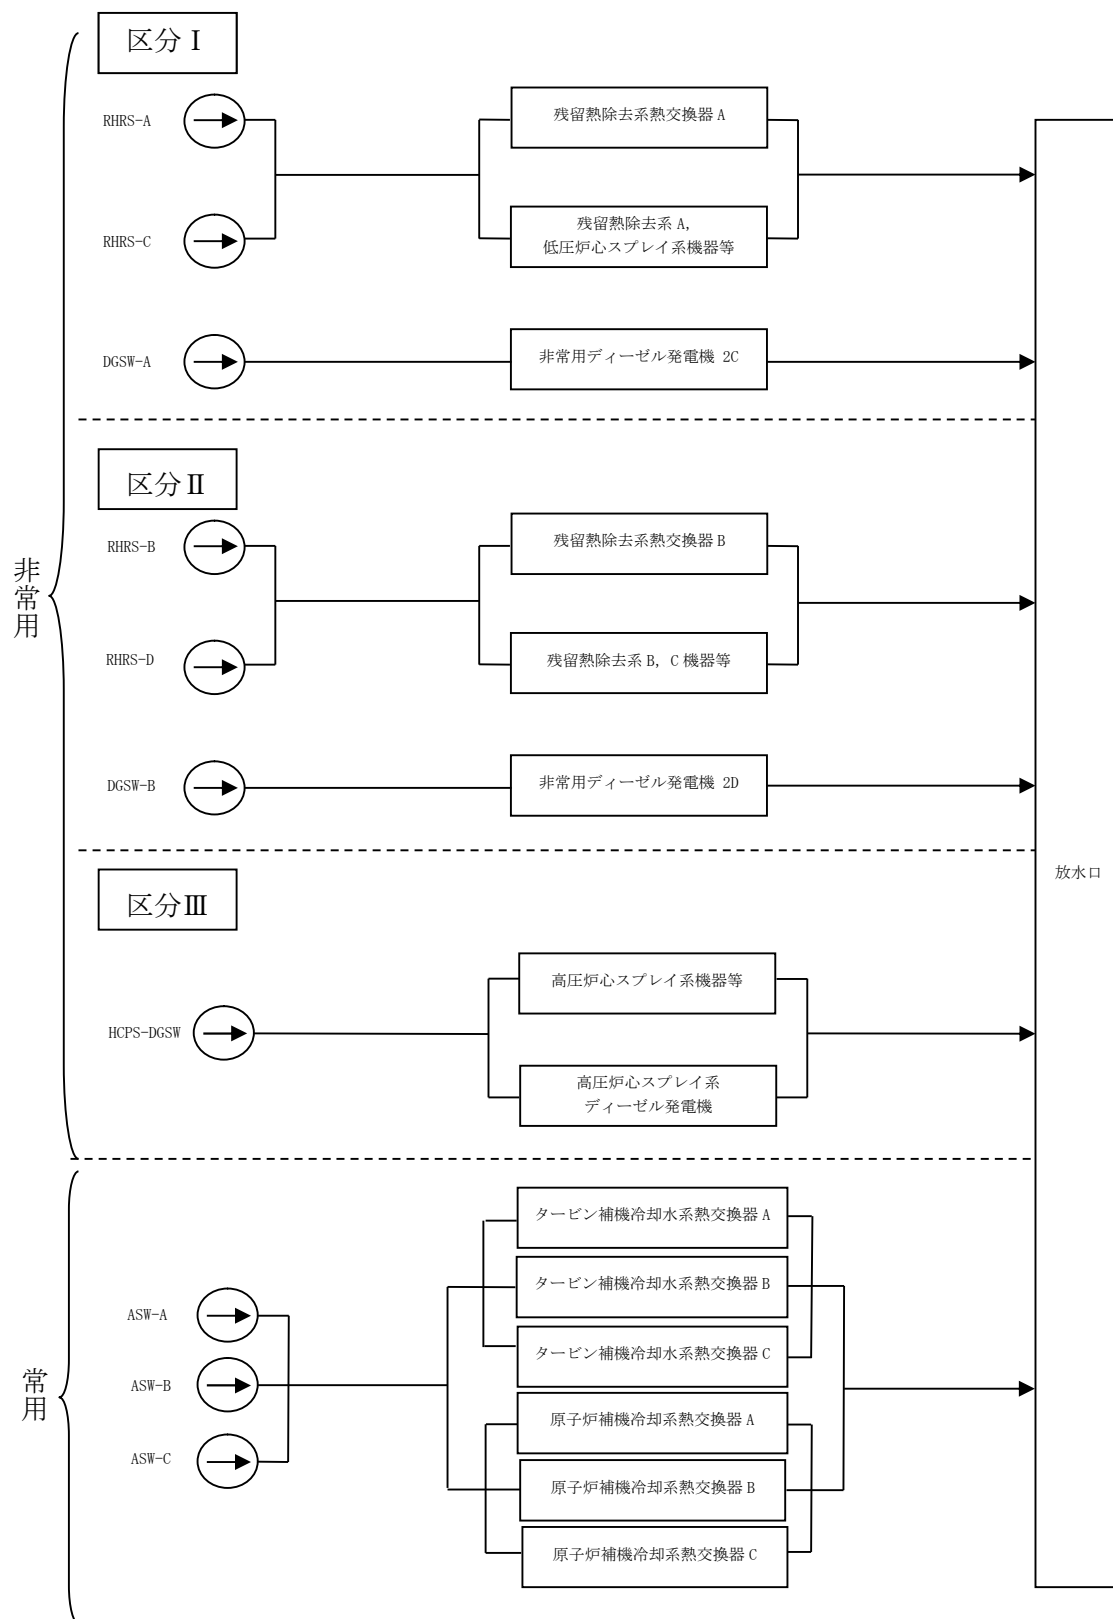 区分Ⅰ
RHRS-A
残留熱除去系熱交換器 A
RHRS-C
残留熱除去系 A,
低圧炉心スプレイ系機器等
DGSW-A
非常用ディーゼル発電機 2C
区分Ⅱ
RHRS-B
残留熱除去系熱交換器 B
非常用
RHRS-D
残留熱除去系 B, C 機器等
DGSW-B
非常用ディーゼル発電機 2D
放水口
区分Ⅲ
高圧炉心スプレイ系機器等
HCPS-DGSW
高圧炉心スプレイ系
ディーゼル発電機
タービン補機冷却水系熱交換器 A
タービン補機冷却水系熱交換器 B
ASW-A
タービン補機冷却水系熱交換器 C
ASW-B
常用
原子炉補機冷却系熱交換器 A
ASW-C
原子炉補機冷却系熱交換器 B
原子炉補機冷却系熱交換器 C